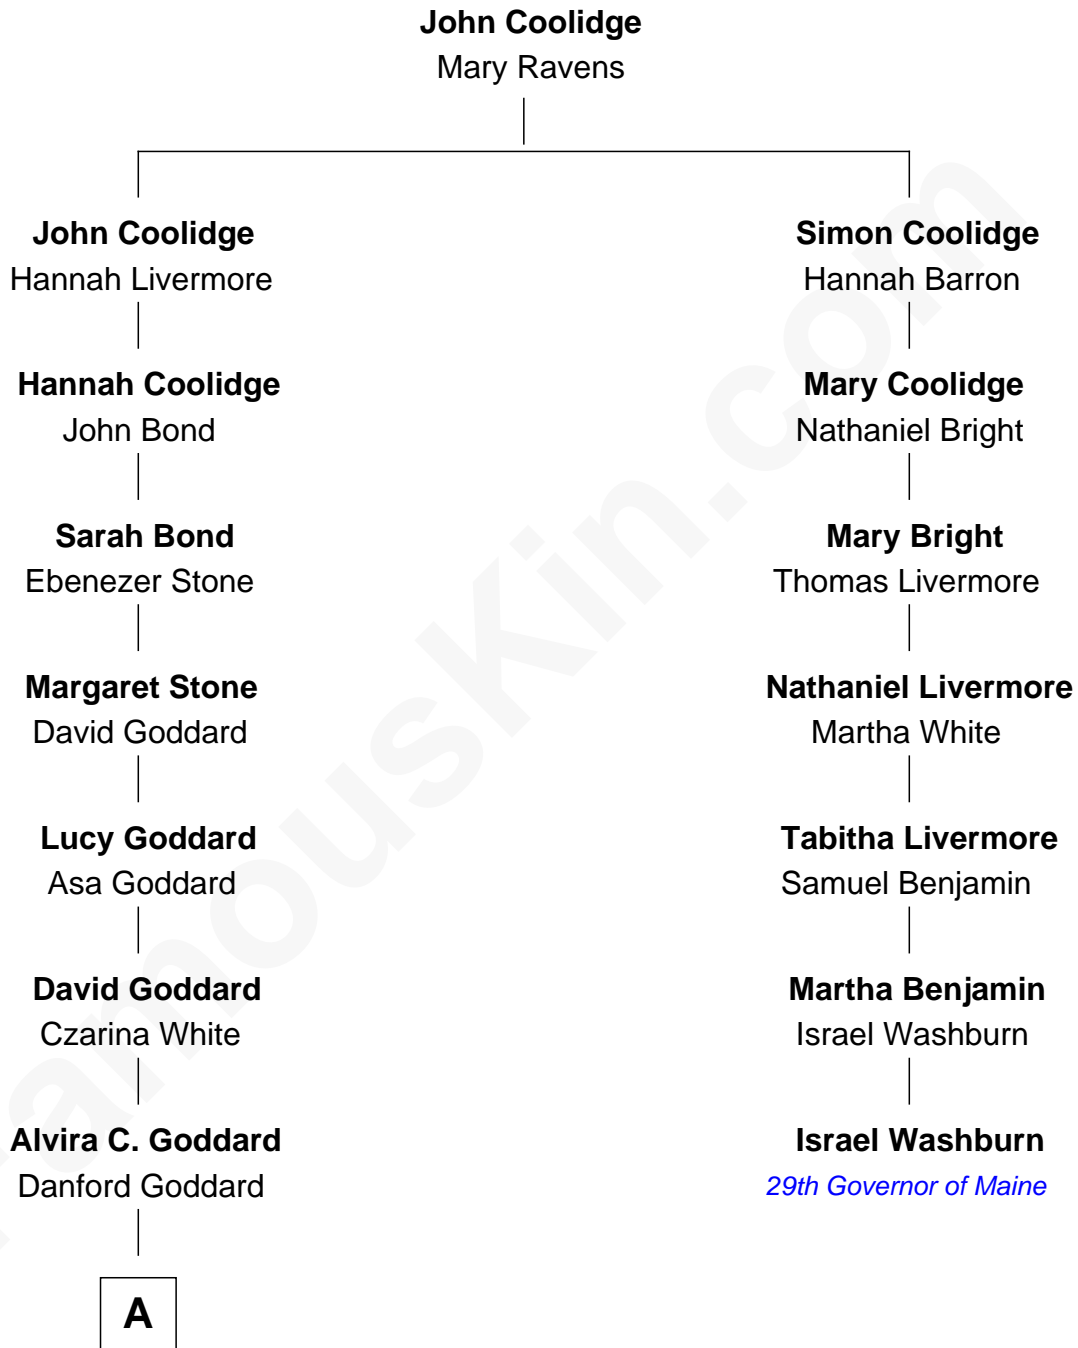 John Coolidge
Mary Ravens
John Coolidge
Hannah Livermore
Hannah Coolidge
John Bond
Sarah Bond
Ebenezer Stone
Margaret Stone
David Goddard
Lucy Goddard
Asa Goddard
David Goddard
Czarina White
Alvira C. Goddard
Danford Goddard
A
Simon Coolidge
Hannah Barron
Mary Coolidge
Nathaniel Bright
Mary Bright
Thomas Livermore
Nathaniel Livermore
Martha White
Tabitha Livermore
Samuel Benjamin
Martha Benjamin
Israel Washburn
Israel Washburn
29th Governor of Maine
FamousKin.com